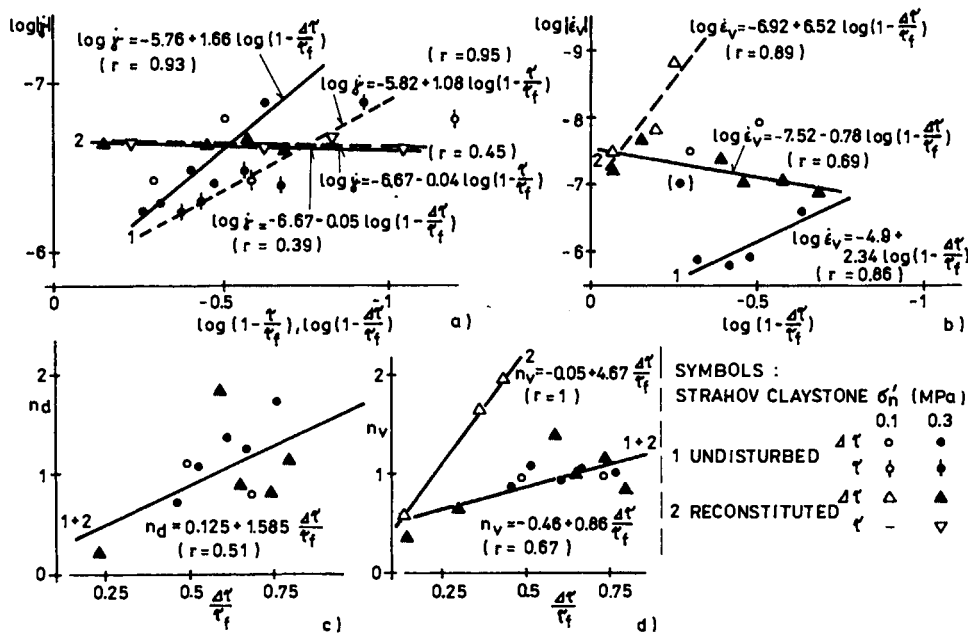 log|γ̇|
log γ̇ = -5.76+1.66 log(1-Δτ/τf)
(r = 0.93)
(r=0.95)
log γ̇=-5.82+1.08 log(1-τ/τf)
-7
2
(r=0.45)
log γ̇ =-6.67-0.04 log(1-τ/τf)
log γ̇ =-6.67-0.05 log(1-Δτ/τf)
(r=0.39)
1
-6
0
-0.5
-1
log(1-τ/τf), log(1-Δτ/τf)
a)
log|ε̇v|
log ε̇v=-6.92+6.52 log(1-Δτ/τf)
(r=0.89)
-9
-8
log ε̇v=-7.52-0.78 log(1-Δτ/τf)
(r=0.69)
2
-7
log ε̇v=-4.9+
2.34 log(1-Δτ/τf)
(r=0.86)
-6
1
0
-0.5
-1
log(1-Δτ/τf)
b)
2
nd
1
1+2
nd=0.125+1.585 Δτ/τf
(r=0.51)
0
0.25
0.5
0.75
Δτ/τf
c)
2
2
nv=-0.05+4.67 Δτ/τf
(r=1)
nv
1+2
1
nv=-0.46+0.86 Δτ/τf
(r=0.67)
0
0.25
0.5
0.75
Δτ/τf
d)
SYMBOLS :
STRAHOV CLAYSTONE σn' (MPa)
0.1 0.3
Δτ
1 UNDISTURBED
τ
Δτ
2 RECONSTITUTED
τ –